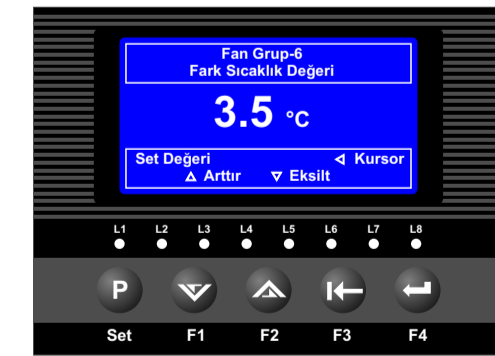 Fan Grup-6
Fark Sıcaklık Değeri
3.5 °C
Set Değeri ◁ Kursor
△ Arttır ▽ Eksilt
L1 L2 L3 L4 L5 L6 L7 L8
P
Set F1 F2 F3 F4